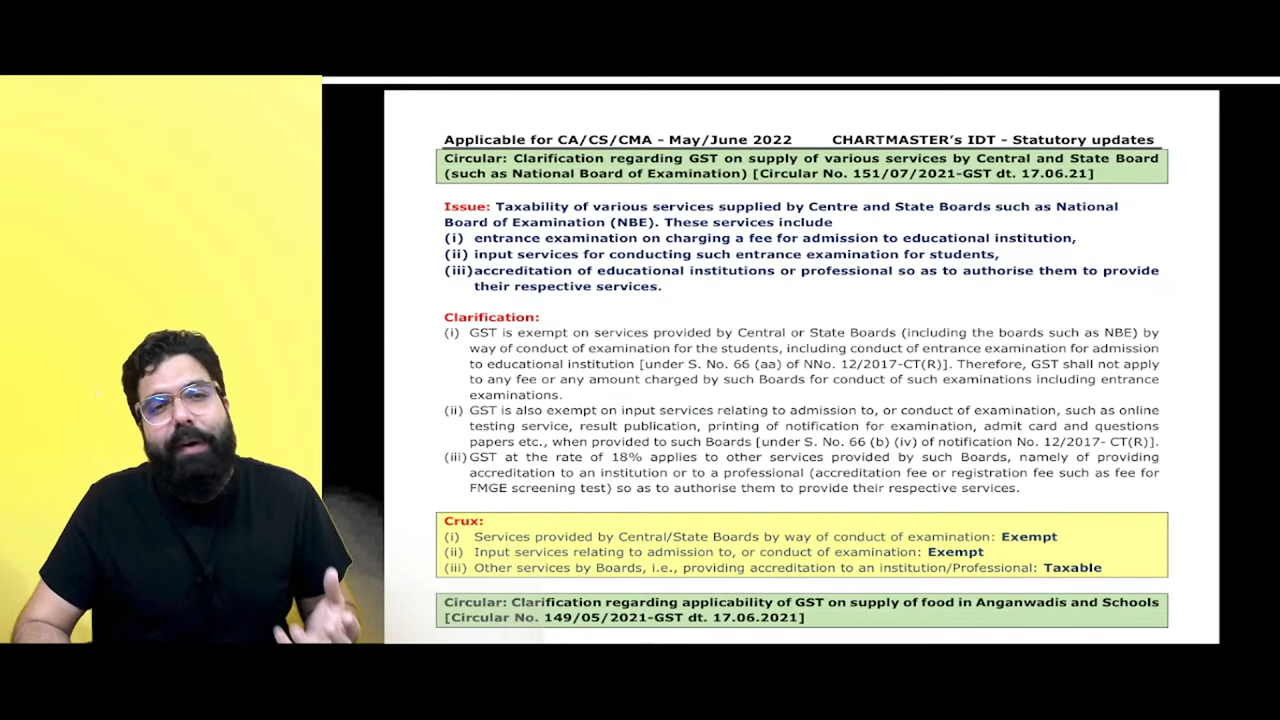 Applicable for CA/CS/CMA - May/June 2022 CHARTMASTER's IDT - Statutory updates
Circular: Clarification regarding GST on supply of various services by Central and State Board
(such as National Board of Examination) [Circular No. 151/07/2021-GST dt. 17.06.21]
Issue: Taxability of various services supplied by Centre and State Boards such as National
Board of Examination (NBE). These services include
(i) entrance examination on charging a fee for admission to educational institution,
(ii) input services for conducting such entrance examination for students,
(iii) accreditation of educational institutions or professional so as to authorise them to provide
their respective services.
Clarification:
(i) GST is exempt on services provided by Central or State Boards (including the boards such as NBE) by
way of conduct of examination for the students, including conduct of entrance examination for admission
to educational institution [under S. No. 66 (aa) of NNo. 12/2017-CT(R)]. Therefore, GST shall not apply
to any fee or any amount charged by such Boards for conduct of such examinations including entrance
examinations.
(ii) GST is also exempt on input services relating to admission to, or conduct of examination, such as online
testing service, result publication, printing of notification for examination, admit card and questions
papers etc., when provided to such Boards [under S. No. 66 (b) (iv) of notification No. 12/2017- CT(R)].
(iii) GST at the rate of 18% applies to other services provided by such Boards, namely of providing
accreditation to an institution or to a professional (accreditation fee or registration fee such as fee for
FMGE screening test) so as to authorise them to provide their respective services.
Crux:
(i) Services provided by Central/State Boards by way of conduct of examination: Exempt
(ii) Input services relating to admission to, or conduct of examination: Exempt
(iii) Other services by Boards, i.e., providing accreditation to an institution/Professional: Taxable
Circular: Clarification regarding applicability of GST on supply of food in Anganwadis and Schools
[Circular No. 149/05/2021-GST dt. 17.06.2021]